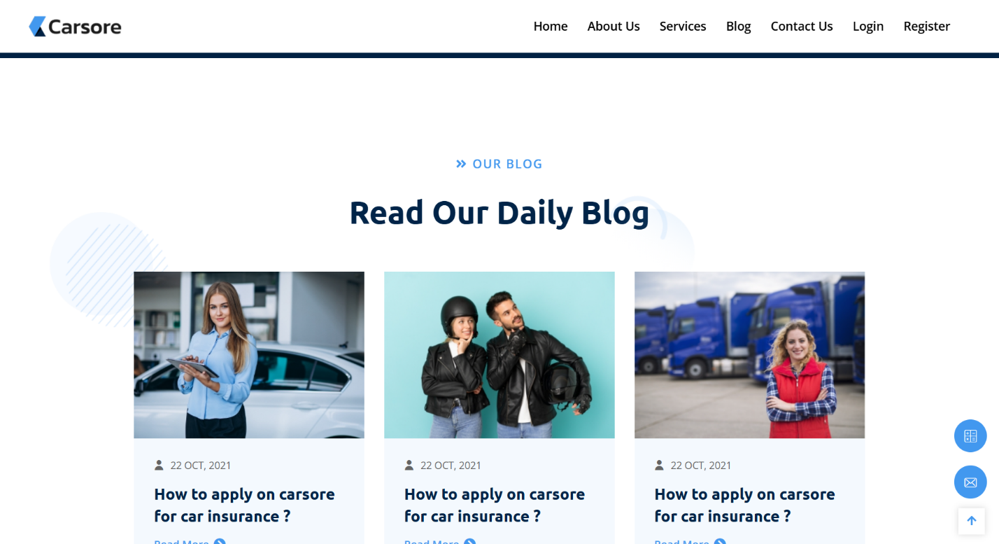 Carsore
Home About Us Services Blog Contact Us Login Register
OUR BLOG
Read Our Daily Blog
22 OCT, 2021
How to apply on carsore
for car insurance ?
Read More
22 OCT, 2021
How to apply on carsore
for car insurance ?
Read More
22 OCT, 2021
How to apply on carsore
for car insurance ?
Read More